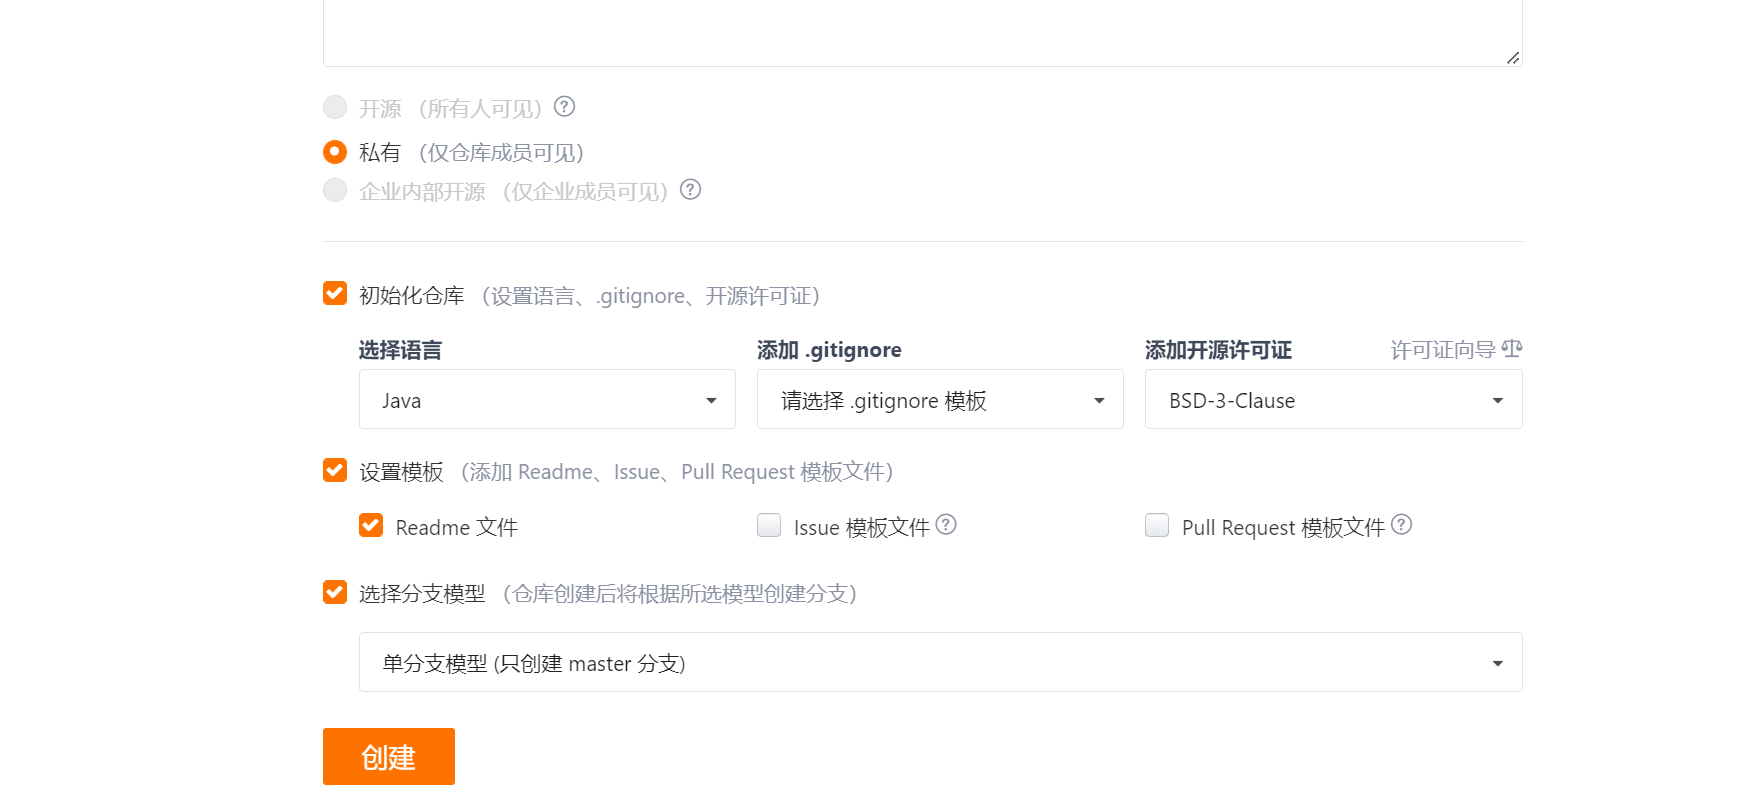 开源 （所有人可见）
私有 （仅仓库成员可见）
企业内部开源 （仅企业成员可见）
初始化仓库 （设置语言、.gitignore、开源许可证）
选择语言 添加 .gitignore 添加开源许可证 许可证向导
Java 请选择 .gitignore 模板 BSD-3-Clause
设置模板 （添加 Readme、Issue、Pull Request 模板文件）
Readme 文件 Issue 模板文件 Pull Request 模板文件
选择分支模型 （仓库创建后将根据所选模型创建分支）
单分支模型 (只创建 master 分支)
创建